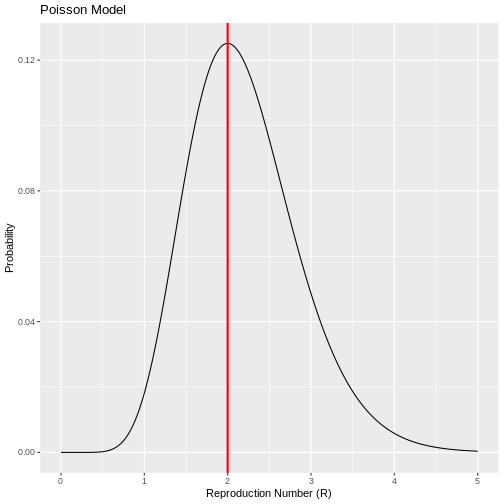 Poisson Model
Probability
0.12
0.08
0.04
0.00
0 1 2 3 4 5
Reproduction Number (R)